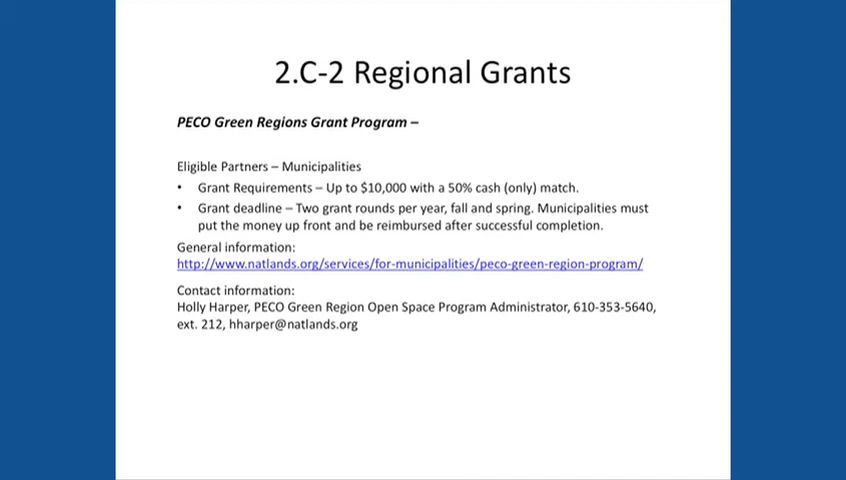 2.C-2 Regional Grants
PECO Green Regions Grant Program –
Eligible Partners – Municipalities
• Grant Requirements – Up to $10,000 with a 50% cash (only) match.
• Grant deadline – Two grant rounds per year, fall and spring. Municipalities must
put the money up front and be reimbursed after successful completion.
General information:
http://www.natlands.org/services/for-municipalities/peco-green-region-program/
Contact information:
Holly Harper, PECO Green Region Open Space Program Administrator, 610-353-5640,
ext. 212, hharper@natlands.org